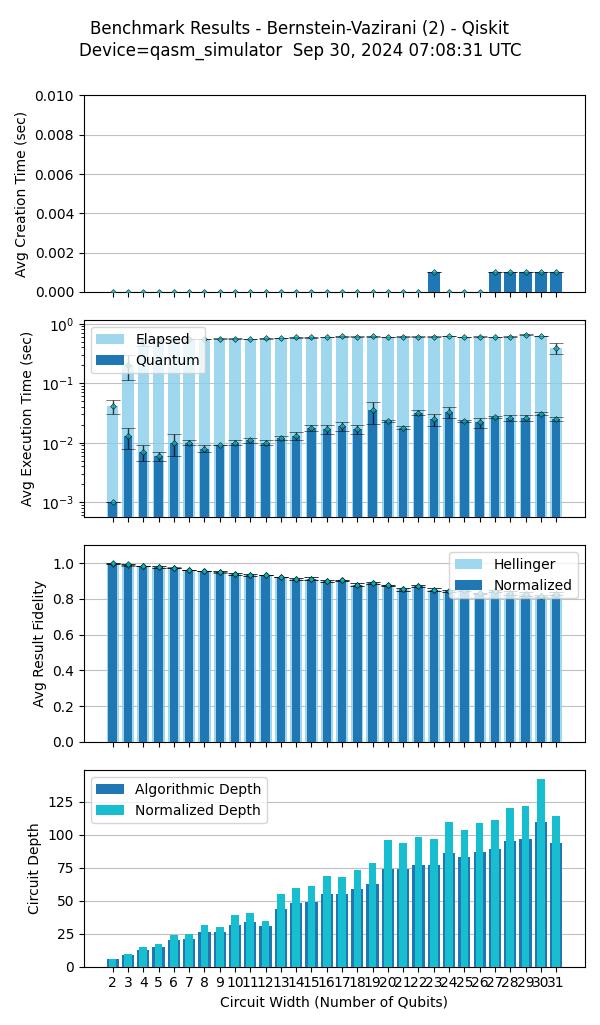 Benchmark Results - Bernstein-Vazirani (2) - Qiskit
Device=qasm_simulator  Sep 30, 2024 07:08:31 UTC
0.010
0.008
0.006
0.004
0.002
0.000
Avg Creation Time (sec)
10⁰
10⁻¹
10⁻²
10⁻³
Avg Execution Time (sec)
Elapsed
Quantum
1.0
0.8
0.6
0.4
0.2
0.0
Avg Result Fidelity
Hellinger
Normalized
125
100
75
50
25
0
Circuit Depth
Algorithmic Depth
Normalized Depth
2 3 4 5 6 7 8 9 10 11 12 13 14 15 16 17 18 19 20 21 22 23 24 25 26 27 28 29 30 31
Circuit Width (Number of Qubits)